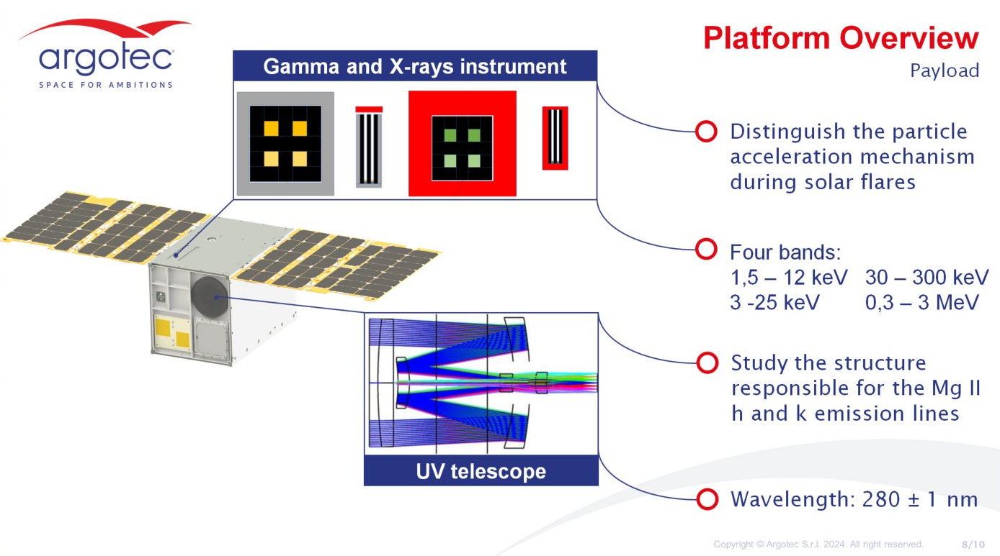 argotec
SPACE FOR AMBITIONS
Platform Overview
Payload
Gamma and X-rays instrument
Distinguish the particle
acceleration mechanism
during solar flares
Four bands:
1,5 – 12 keV 30 – 300 keV
3 -25 keV 0,3 – 3 MeV
Study the structure
responsible for the Mg II
h and k emission lines
UV telescope
Wavelength: 280 ± 1 nm
Copyright © Argotec S.r.l. 2024. All right reserved. 8/10